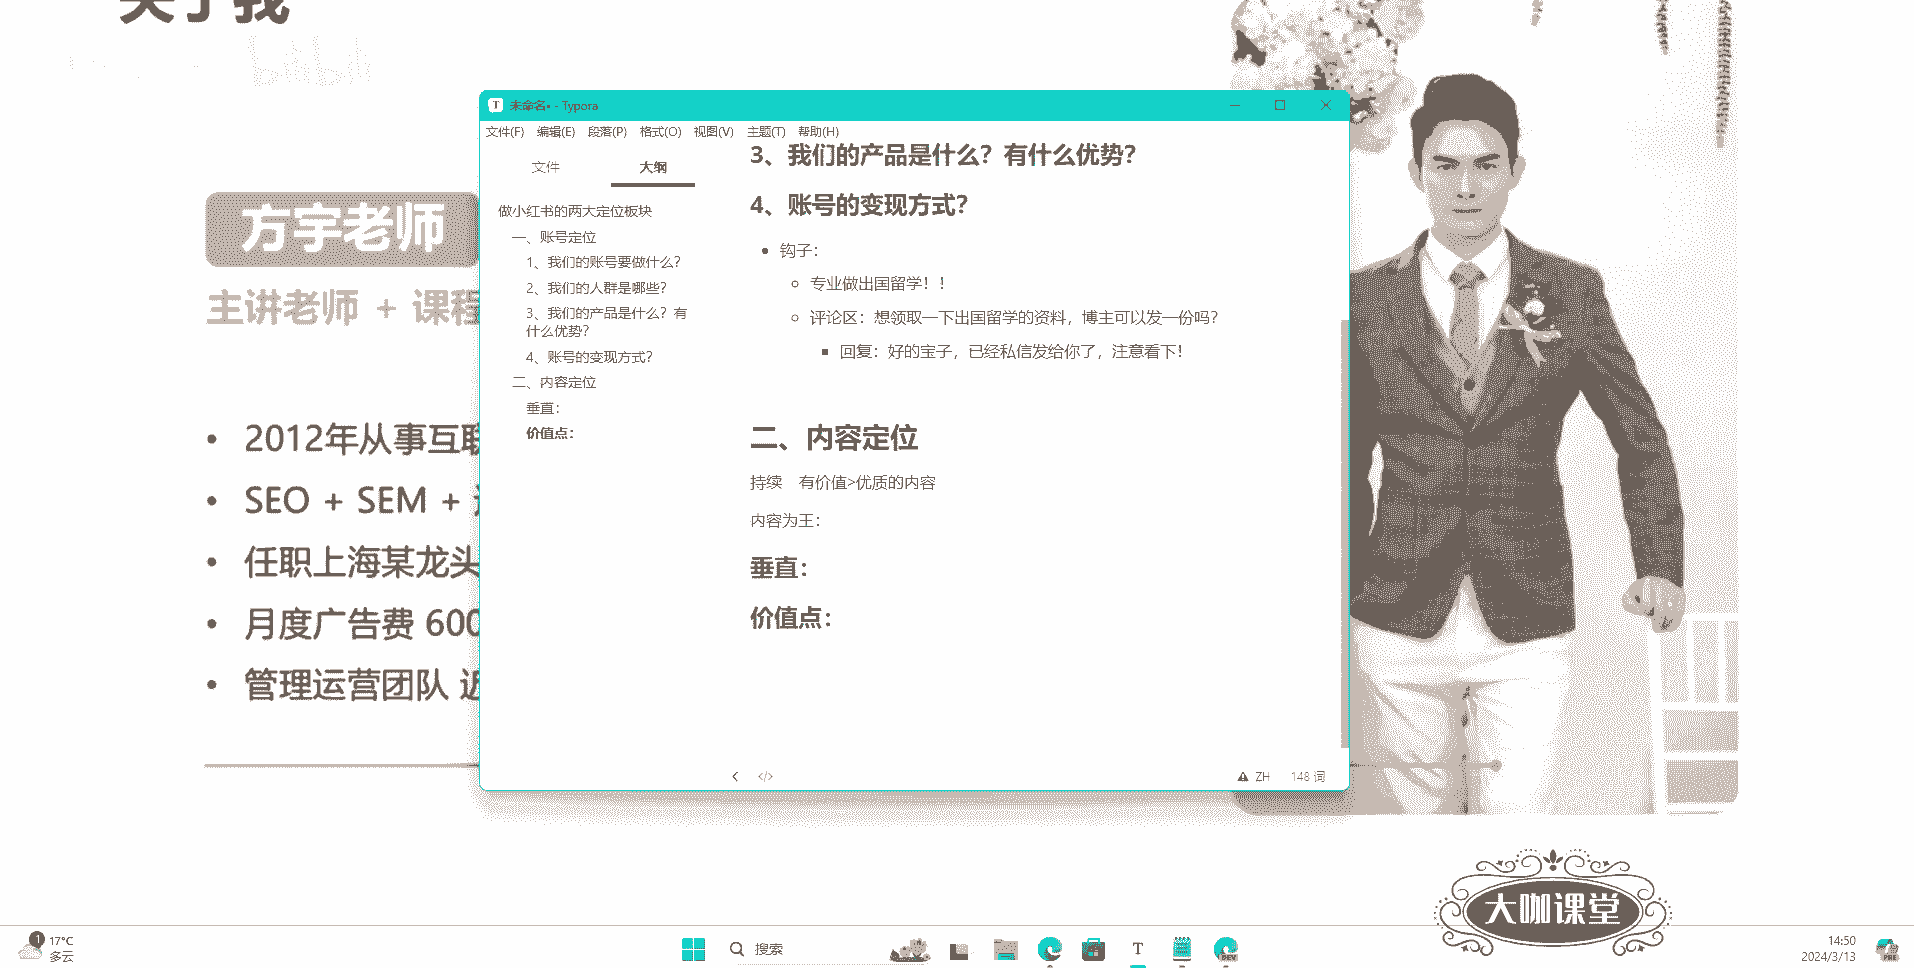 关于我
bilibili
方宇老师
主讲老师 + 课程
2012年从事互联
SEO + SEM +
任职上海某龙头
月度广告费 600
管理运营团队 近
未命名• - Typora
文件(F) 编辑(E) 段落(P) 格式(O) 视图(V) 主题(T) 帮助(H)
文件 大纲
做小红书的两大定位板块
一、账号定位
1、我们的账号要做什么？
2、我们的人群是哪些？
3、我们的产品是什么？有
什么优势？
4、账号的变现方式？
二、内容定位
垂直：
价值点：
3、我们的产品是什么？有什么优势？
4、账号的变现方式？
钩子：
专业做出国留学！！
评论区：想领取一下出国留学的资料，博主可以发一份吗？
回复：好的宝子，已经私信发给你了，注意看下！
二、内容定位
持续 有价值>优质的内容
内容为王：
垂直：
价值点：
</> ZH 148 词
大咖课堂
1 17°C
多云
搜索
T
DEV
14:50
2024/3/13
PRE